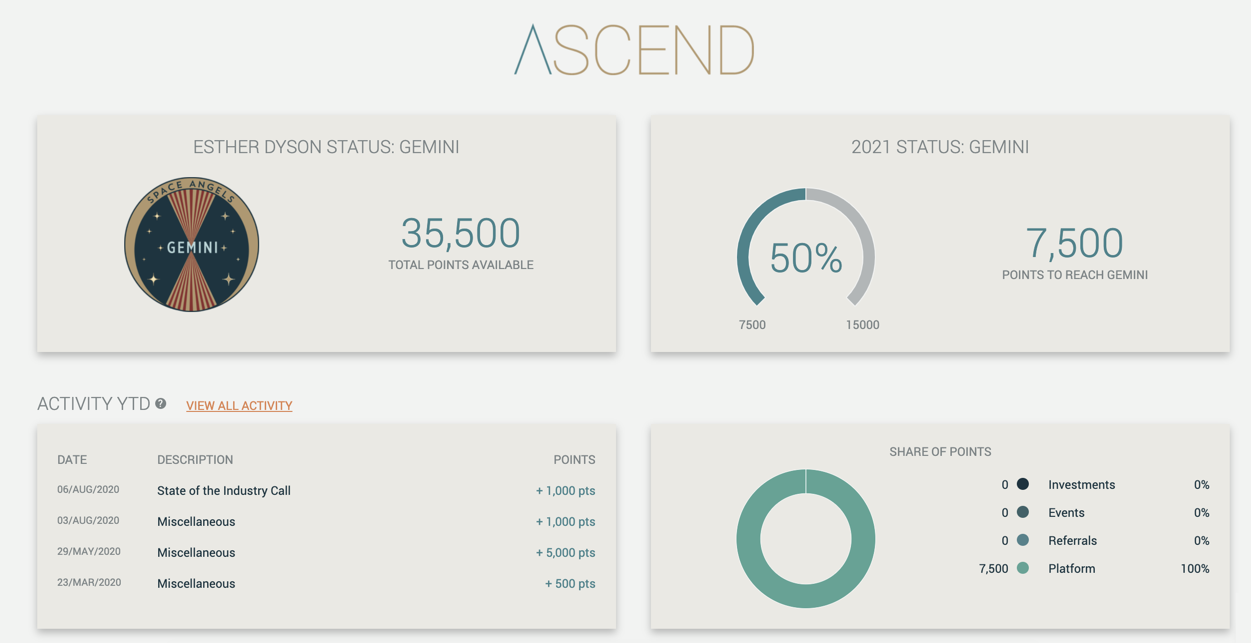 ASCEND
ESTHER DYSON STATUS: GEMINI
SPACE ANGELS
GEMINI
35,500
TOTAL POINTS AVAILABLE
2021 STATUS: GEMINI
50%
7500
15000
7,500
POINTS TO REACH GEMINI
ACTIVITY YTD ? VIEW ALL ACTIVITY
DATE DESCRIPTION POINTS
06/AUG/2020 State of the Industry Call + 1,000 pts
03/AUG/2020 Miscellaneous + 1,000 pts
29/MAY/2020 Miscellaneous + 5,000 pts
23/MAR/2020 Miscellaneous + 500 pts
SHARE OF POINTS
0 Investments 0%
0 Events 0%
0 Referrals 0%
7,500 Platform 100%